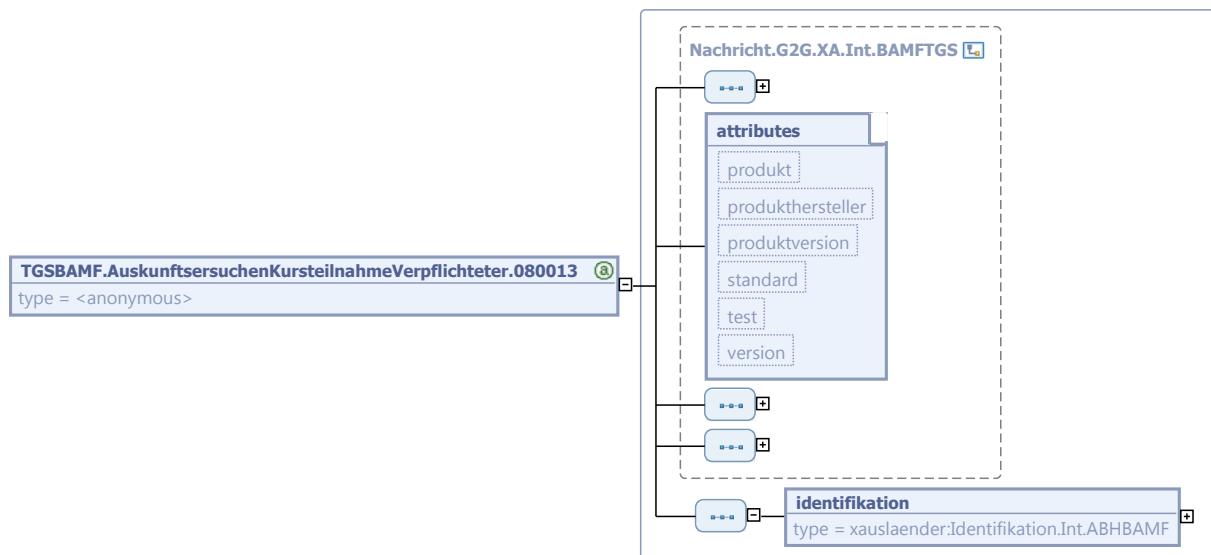 Nachricht.G2G.XA.Int.BAMFTGS
attributes
produkt
produkthersteller
produktversion
standard
test
version
TGSBAMF.AuskunftsersuchenKursteilnahmeVerpflichteter.080013
type = <anonymous>
identifikation
type = xauslaender:Identifikation.Int.ABHBAMF